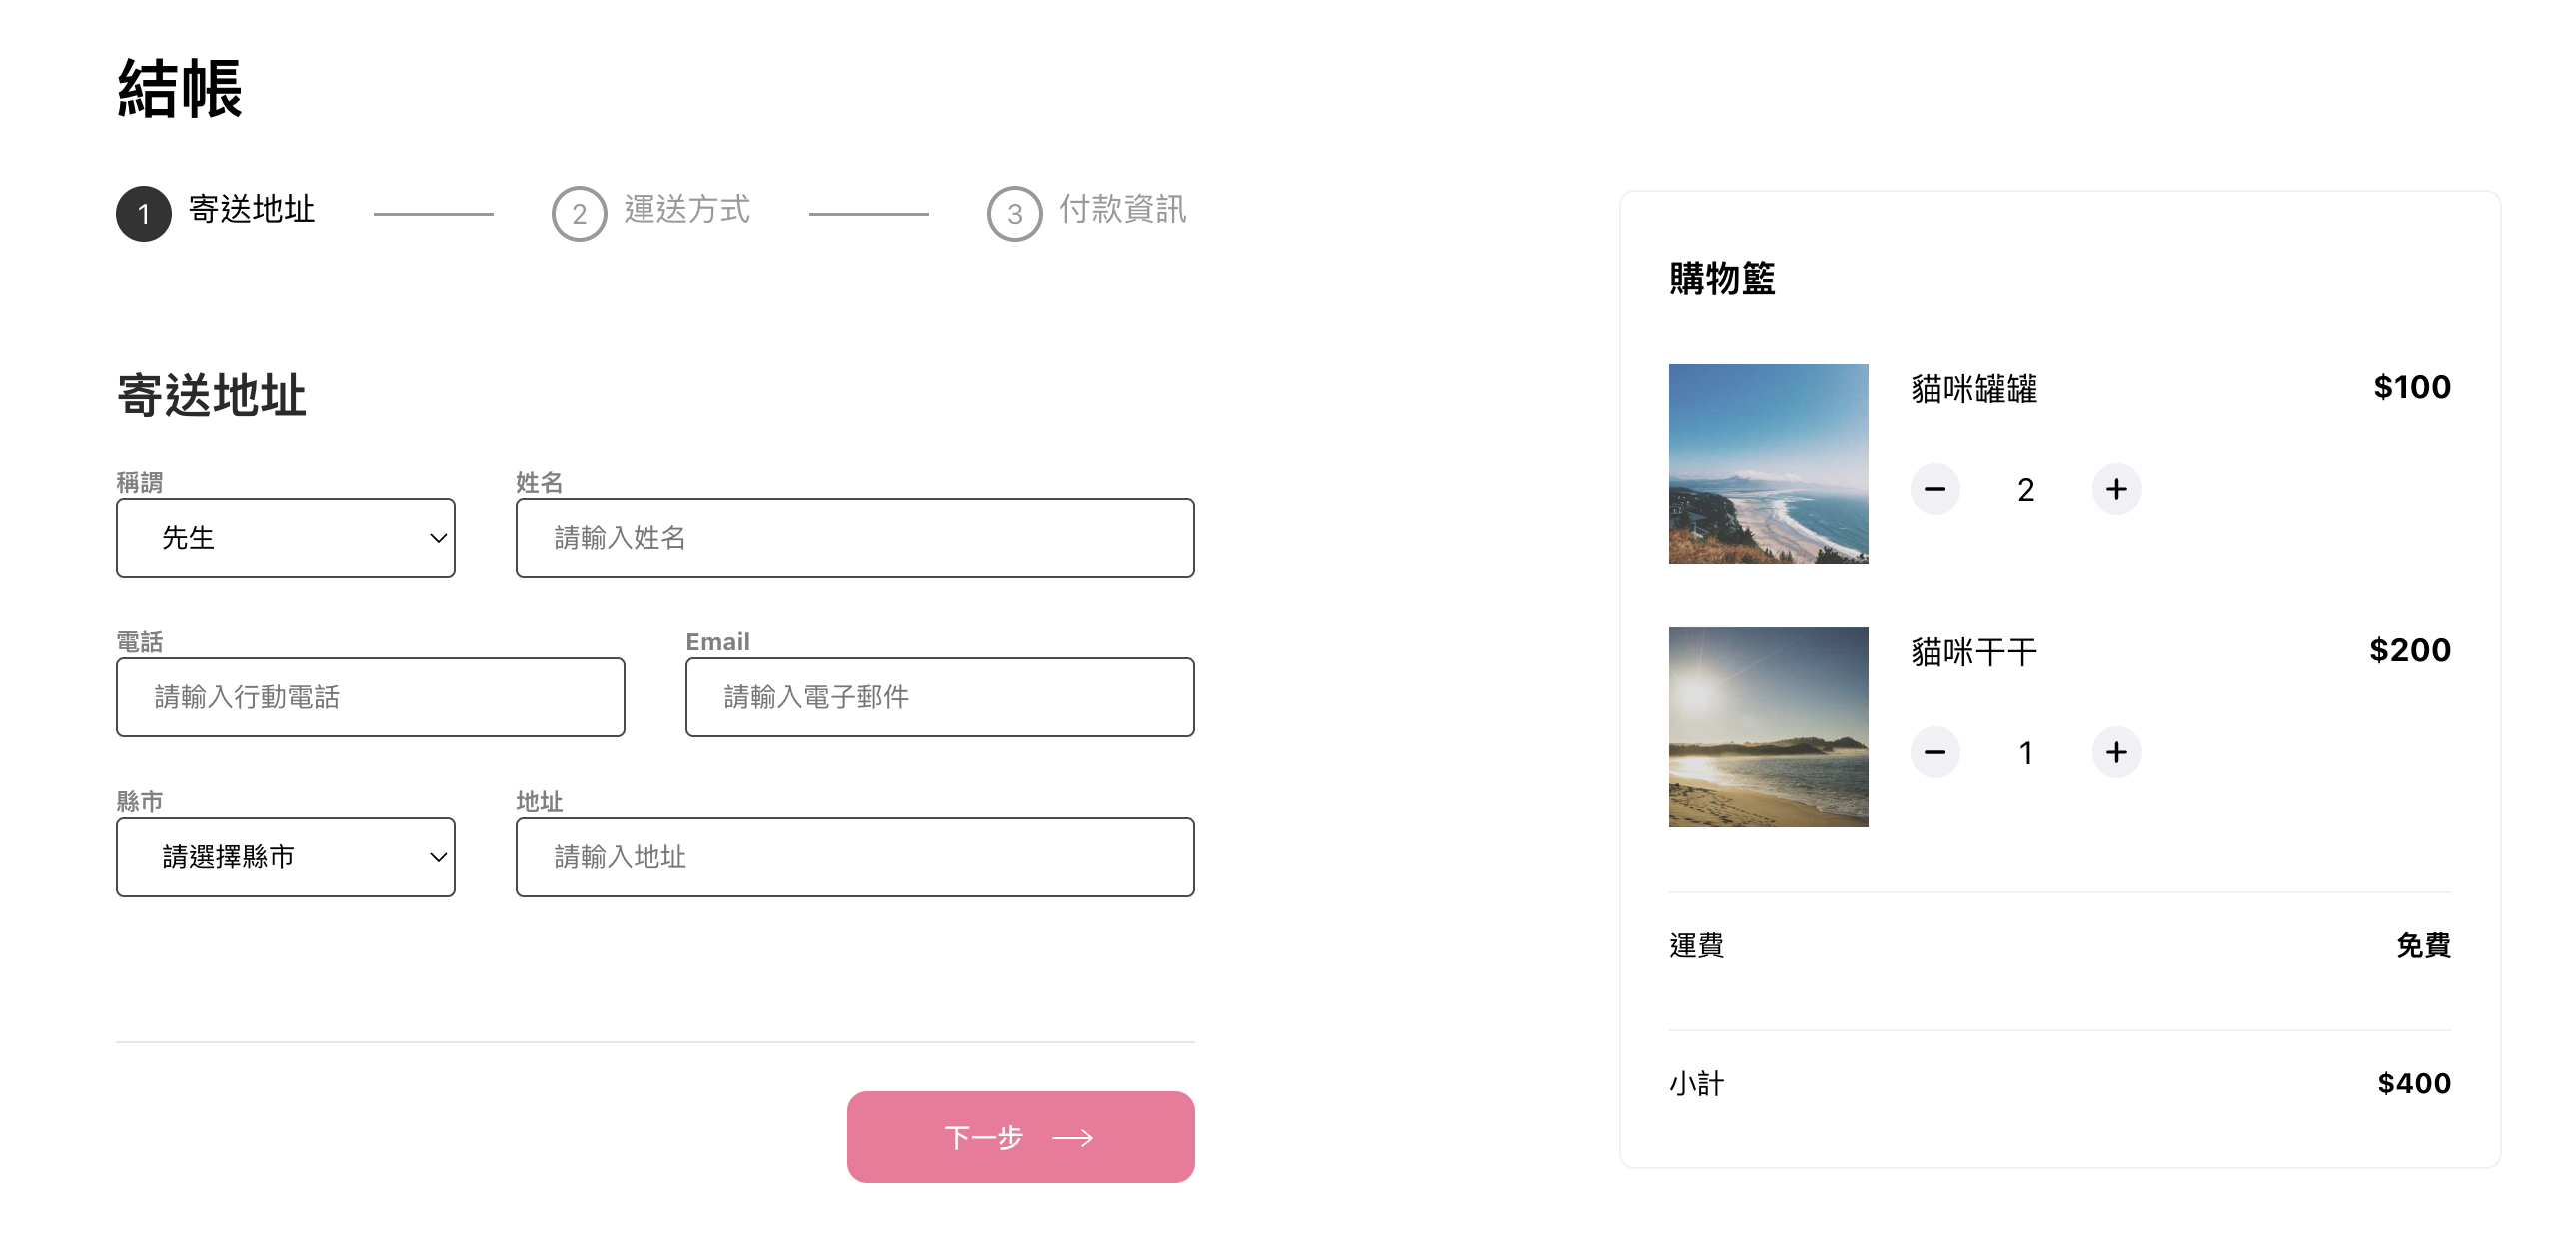 結帳
1 寄送地址
2 運送方式
3 付款資訊
寄送地址
稱謂
先生
姓名
請輸入姓名
電話
請輸入行動電話
Email
請輸入電子郵件
縣市
請選擇縣市
地址
請輸入地址
下一步
購物籃
貓咪罐罐 $100
2
貓咪干干 $200
1
運費 免費
小計 $400